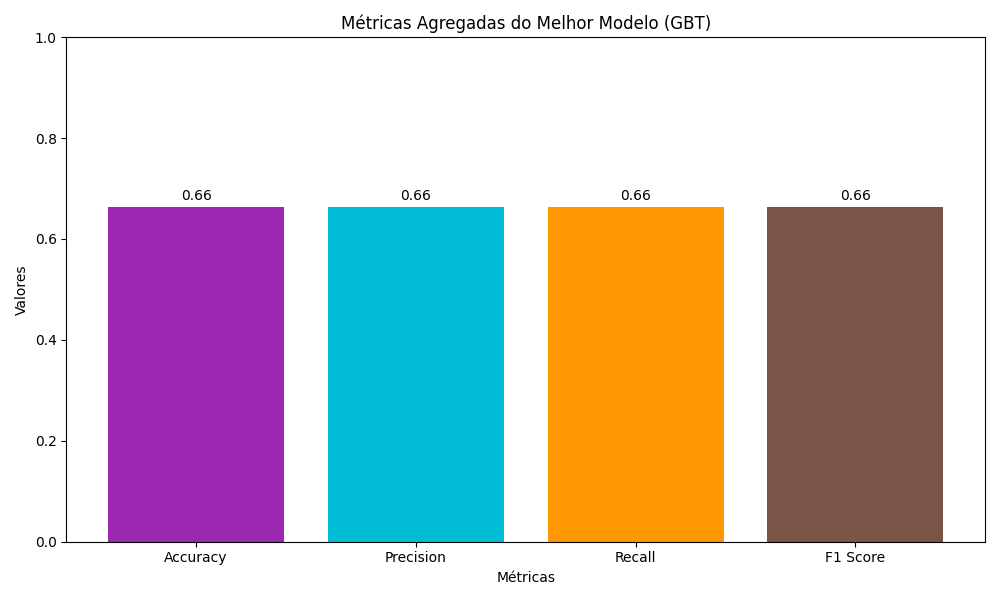 Métricas Agregadas do Melhor Modelo (GBT)
1.0
0.8
0.6
0.4
0.2
0.0
Valores
0.66
0.66
0.66
0.66
Accuracy
Precision
Recall
F1 Score
Métricas